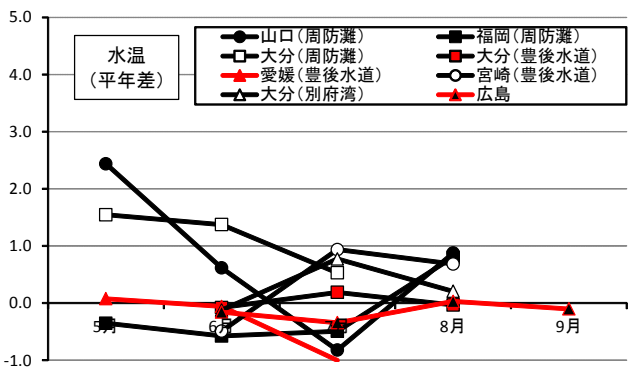 5.0
4.0
3.0
2.0
1.0
0.0
-1.0
水温
（平年差）
山口（周防灘） 福岡（周防灘）
大分（周防灘） 大分（豊後水道）
愛媛（豊後水道） 宮崎（豊後水道）
大分（別府湾） 広島
5月 6月 8月 9月